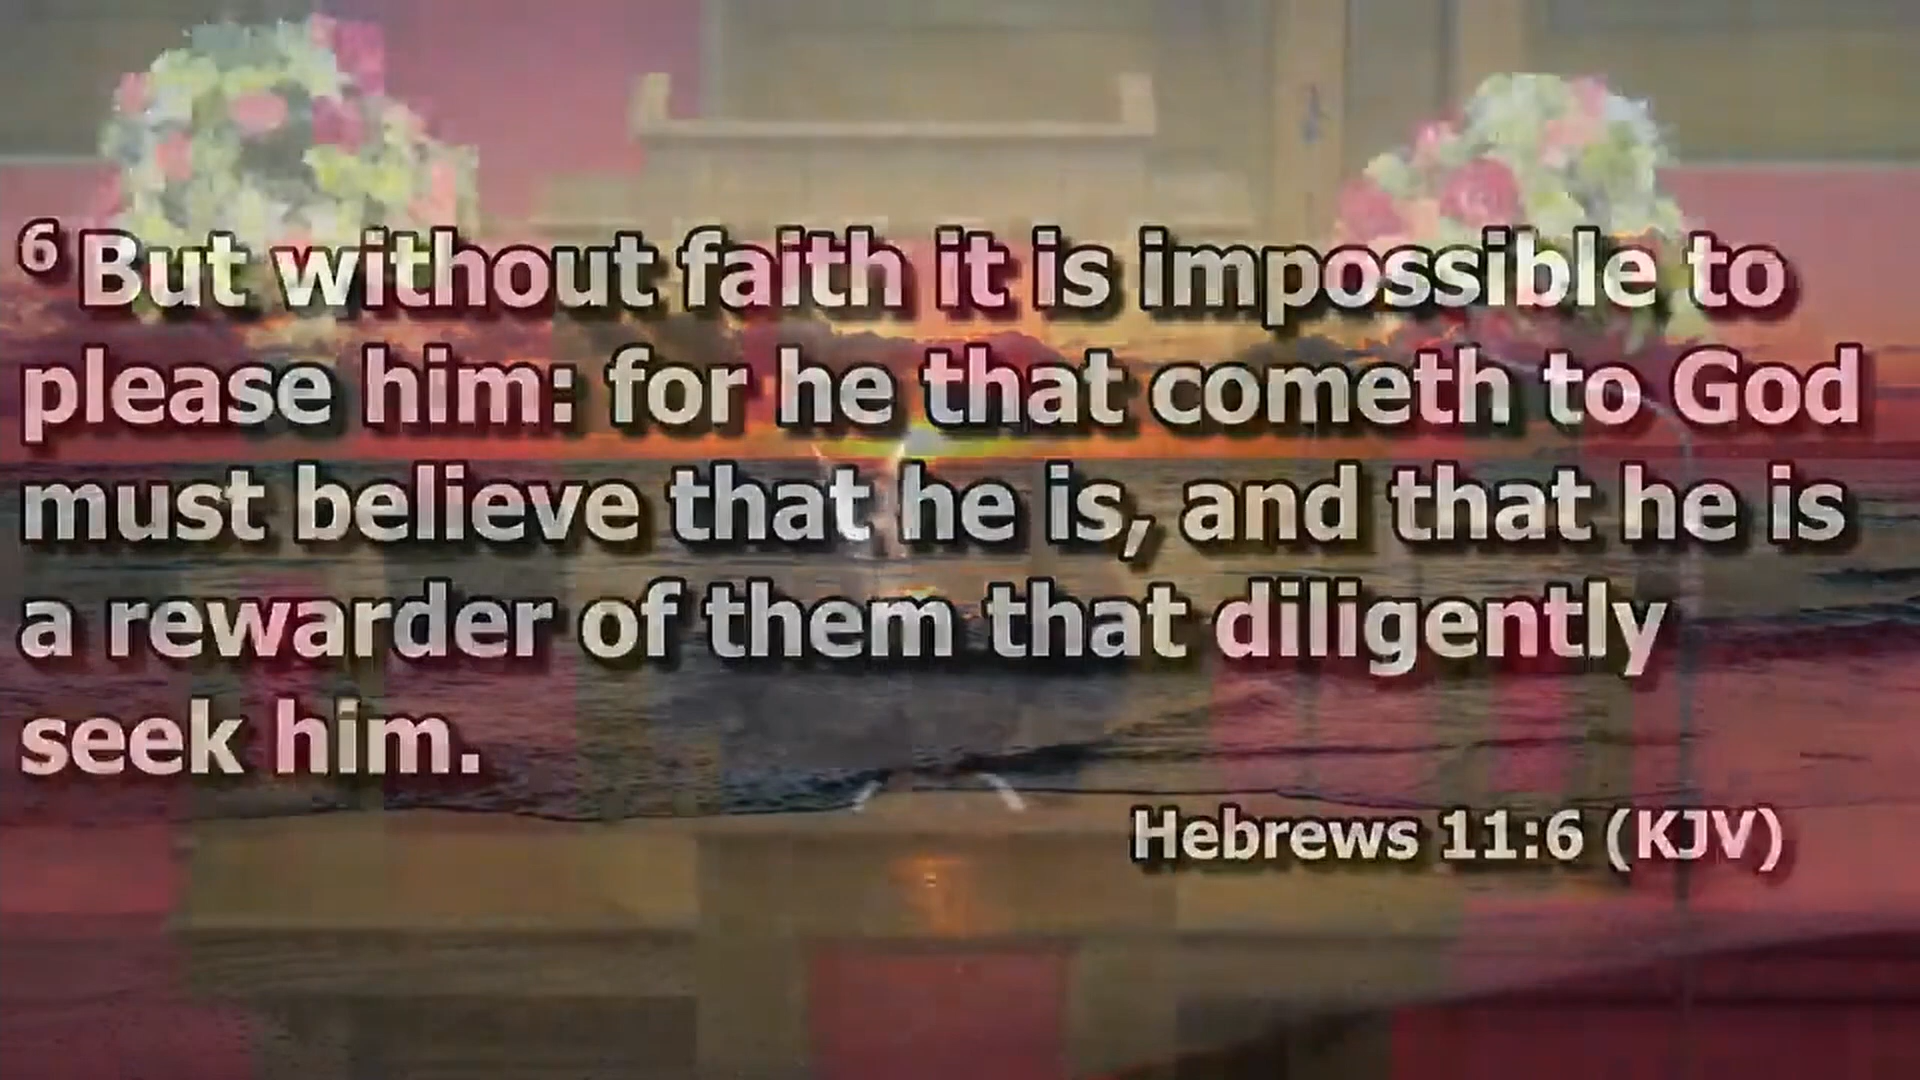 6 But without faith it is impossible to
please him: for he that cometh to God
must believe that he is, and that he is
a rewarder of them that diligently
seek him.
Hebrews 11:6 (KJV)